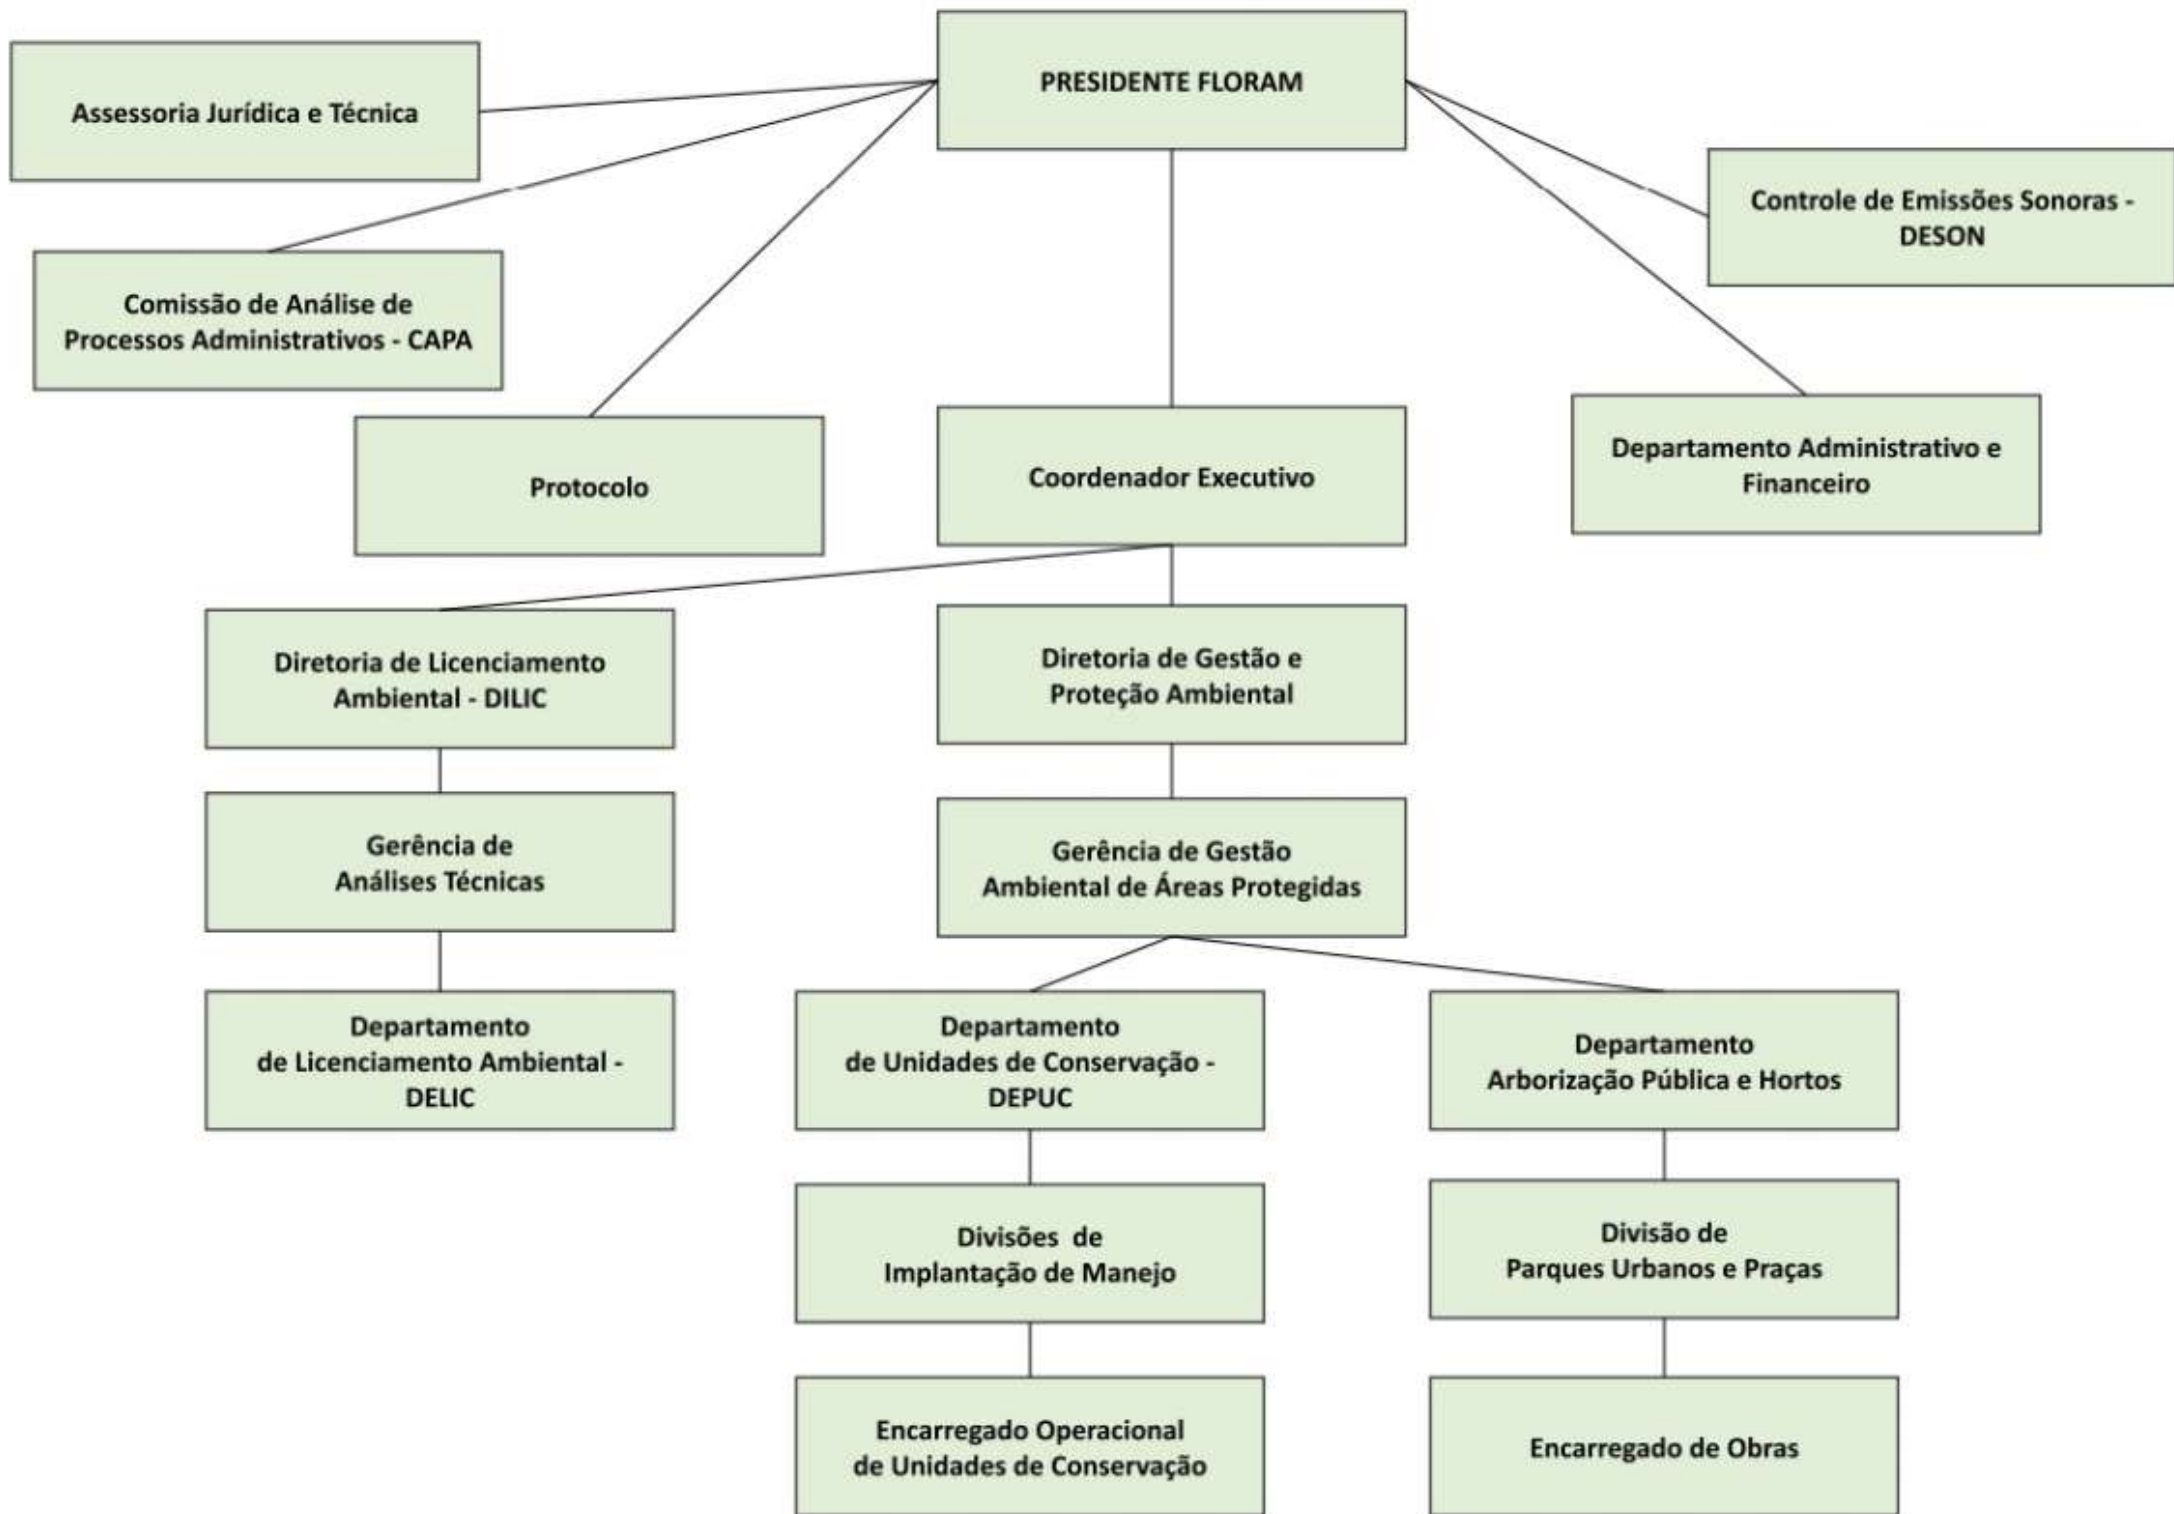 PRESIDENTE FLORAM
Assessoria Jurídica e Técnica
Controle de Emissões Sonoras -
DESON
Comissão de Análise de
Processos Administrativos - CAPA
Protocolo
Coordenador Executivo
Departamento Administrativo e
Financeiro
Diretoria de Licenciamento
Ambiental - DILIC
Diretoria de Gestão e
Proteção Ambiental
Gerência de
Análises Técnicas
Gerência de Gestão
Ambiental de Áreas Protegidas
Departamento
de Licenciamento Ambiental -
DELIC
Departamento
de Unidades de Conservação -
DEPUC
Departamento
Arborização Pública e Hortos
Divisões de
Implantação de Manejo
Divisão de
Parques Urbanos e Praças
Encarregado Operacional
de Unidades de Conservação
Encarregado de Obras